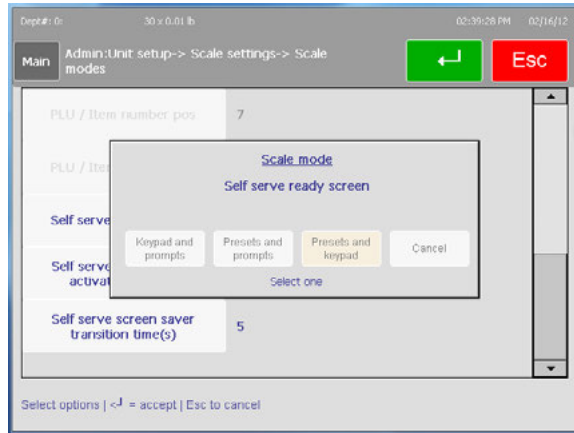 Dept#: 0: 30 x 0.01 lb 02:39:28 PM 02/16/12
Main
Admin:Unit setup-> Scale settings-> Scale
modes
Esc
PLU / Item number pos 7
PLU / Iter
Scale mode
Self serve ready screen
Self serve
Keypad and
prompts
Presets and
prompts
Presets and
keypad
Cancel
Self serve
activat
Select one
Self serve screen saver
transition time(s)
5
Select options | <┘ = accept | Esc to cancel